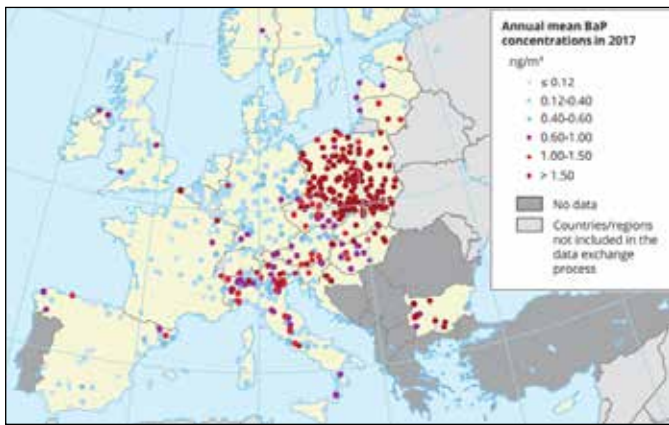 Annual mean BaP
concentrations in 2017
ng/m³
≤ 0.12
0.12-0.40
0.40-0.60
0.60-1.00
1.00-1.50
> 1.50
No data
Countries/regions
not included in the
data exchange
process